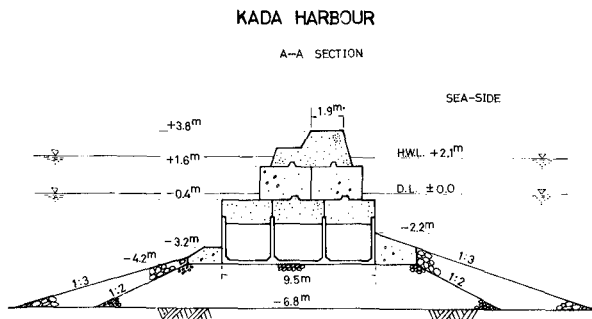 KADA HARBOUR
A-A SECTION
1.9m.
SEA-SIDE
+3.8m
H.W.L. +2.1m
+1.6m
-0.4m
D.L. ±0.0
-2.2m
-3.2m
-4.2m
1:3
1:2
9.5m
1:3
1:2
-6.8m